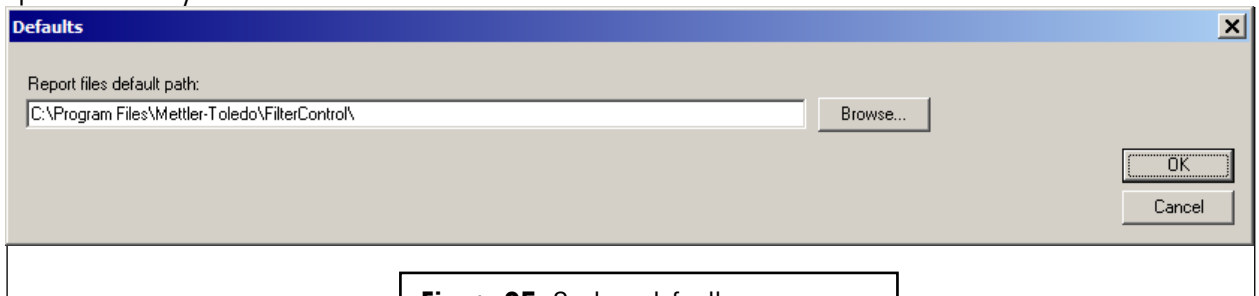 Defaults
Report files default path:
C:\Program Files\Mettler-Toledo\FilterControl\
Browse...
OK
Cancel